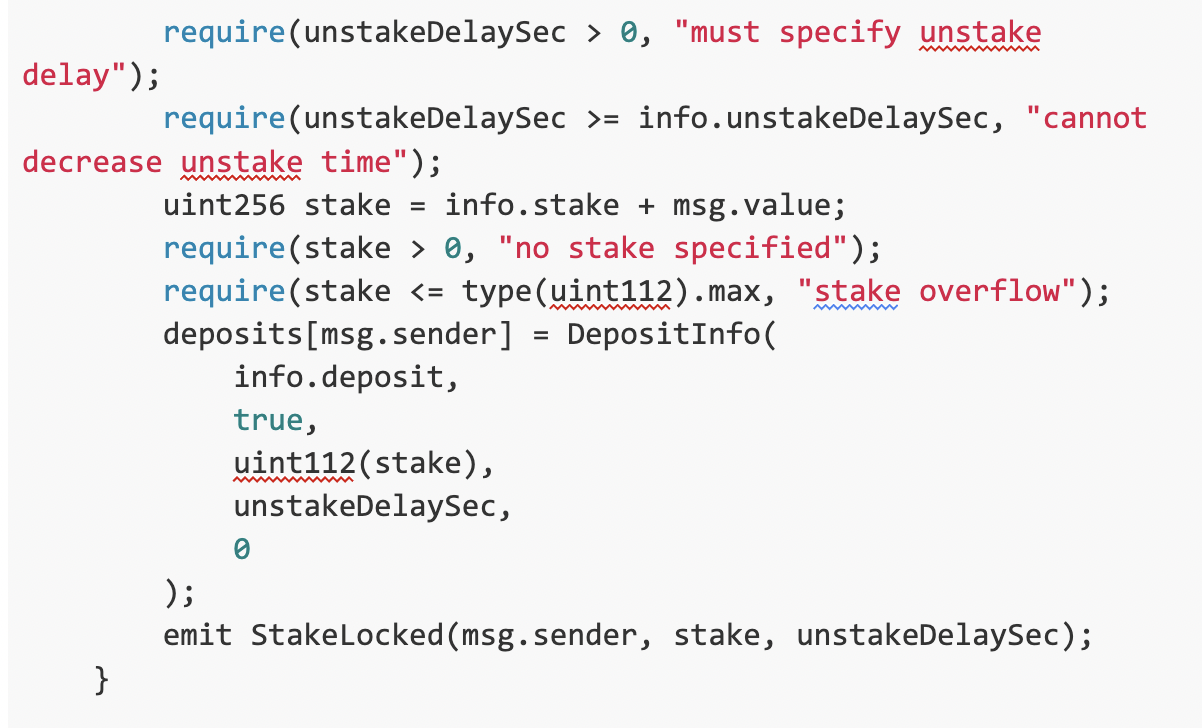 require(unstakeDelaySec > 0, "must specify unstake
delay");
        require(unstakeDelaySec >= info.unstakeDelaySec, "cannot
decrease unstake time");
        uint256 stake = info.stake + msg.value;
        require(stake > 0, "no stake specified");
        require(stake <= type(uint112).max, "stake overflow");
        deposits[msg.sender] = DepositInfo(
            info.deposit,
            true,
            uint112(stake),
            unstakeDelaySec,
            0
        );
        emit StakeLocked(msg.sender, stake, unstakeDelaySec);
    }